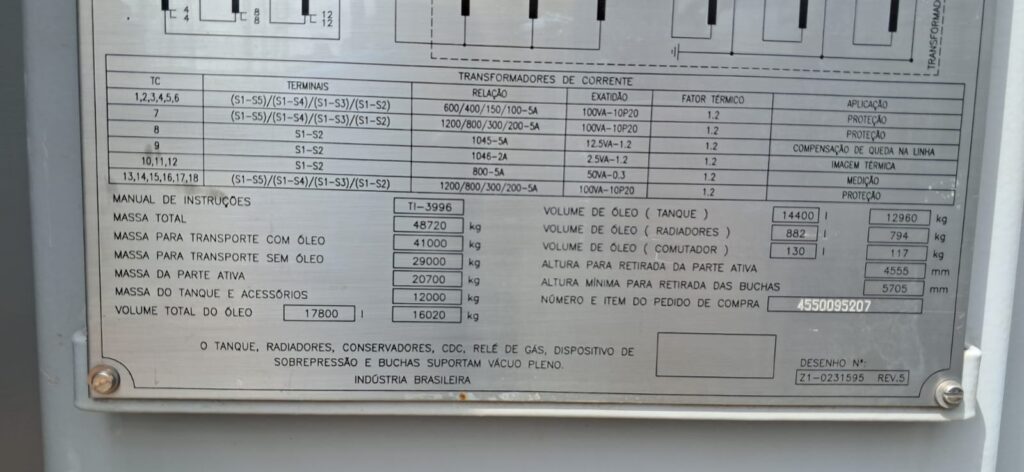 4 8 12
4 8 12
TRANSFORMADOR
TRANSFORMADORES DE CORRENTE
TC TERMINAIS RELAÇÃO EXATIDÃO FATOR TÉRMICO APLICAÇÃO
1,2,3,4,5,6 (S1-S5)/(S1-S4)/(S1-S3)/(S1-S2) 600/400/150/100-5A 100VA-10P20 1.2 PROTEÇÃO
7 (S1-S5)/(S1-S4)/(S1-S3)/(S1-S2) 1200/800/300/200-5A 100VA-10P20 1.2 PROTEÇÃO
8 S1-S2 1045-5A 12.5VA-1.2 1.2 COMPENSAÇÃO DE QUEDA NA LINHA
9 S1-S2 1046-2A 2.5VA-1.2 1.2 IMAGEM TÉRMICA
10,11,12 S1-S2 800-5A 50VA-0.3 1.2 MEDIÇÃO
13,14,15,16,17,18 (S1-S5)/(S1-S4)/(S1-S3)/(S1-S2) 1200/800/300/200-5A 100VA-10P20 1.2 PROTEÇÃO
MANUAL DE INSTRUÇÕES TI-3996
MASSA TOTAL 48720 kg
MASSA PARA TRANSPORTE COM ÓLEO 41000 kg
MASSA PARA TRANSPORTE SEM ÓLEO 29000 kg
MASSA DA PARTE ATIVA 20700 kg
MASSA DO TANQUE E ACESSÓRIOS 12000 kg
VOLUME TOTAL DO ÓLEO 17800 l 16020 kg
VOLUME DE ÓLEO ( TANQUE ) 14400 l 12960 kg
VOLUME DE ÓLEO ( RADIADORES ) 882 l 794 kg
VOLUME DE ÓLEO ( COMUTADOR ) 130 l 117 kg
ALTURA PARA RETIRADA DA PARTE ATIVA 4555 mm
ALTURA MÍNIMA PARA RETIRADA DAS BUCHAS 5705 mm
NÚMERO E ITEM DO PEDIDO DE COMPRA 4550095207
O TANQUE, RADIADORES, CONSERVADORES, CDC, RELÉ DE GÁS, DISPOSITIVO DE
SOBREPRESSÃO E BUCHAS SUPORTAM VÁCUO PLENO.
INDÚSTRIA BRASILEIRA
DESENHO Nº:
Z1-0231595 REV.5